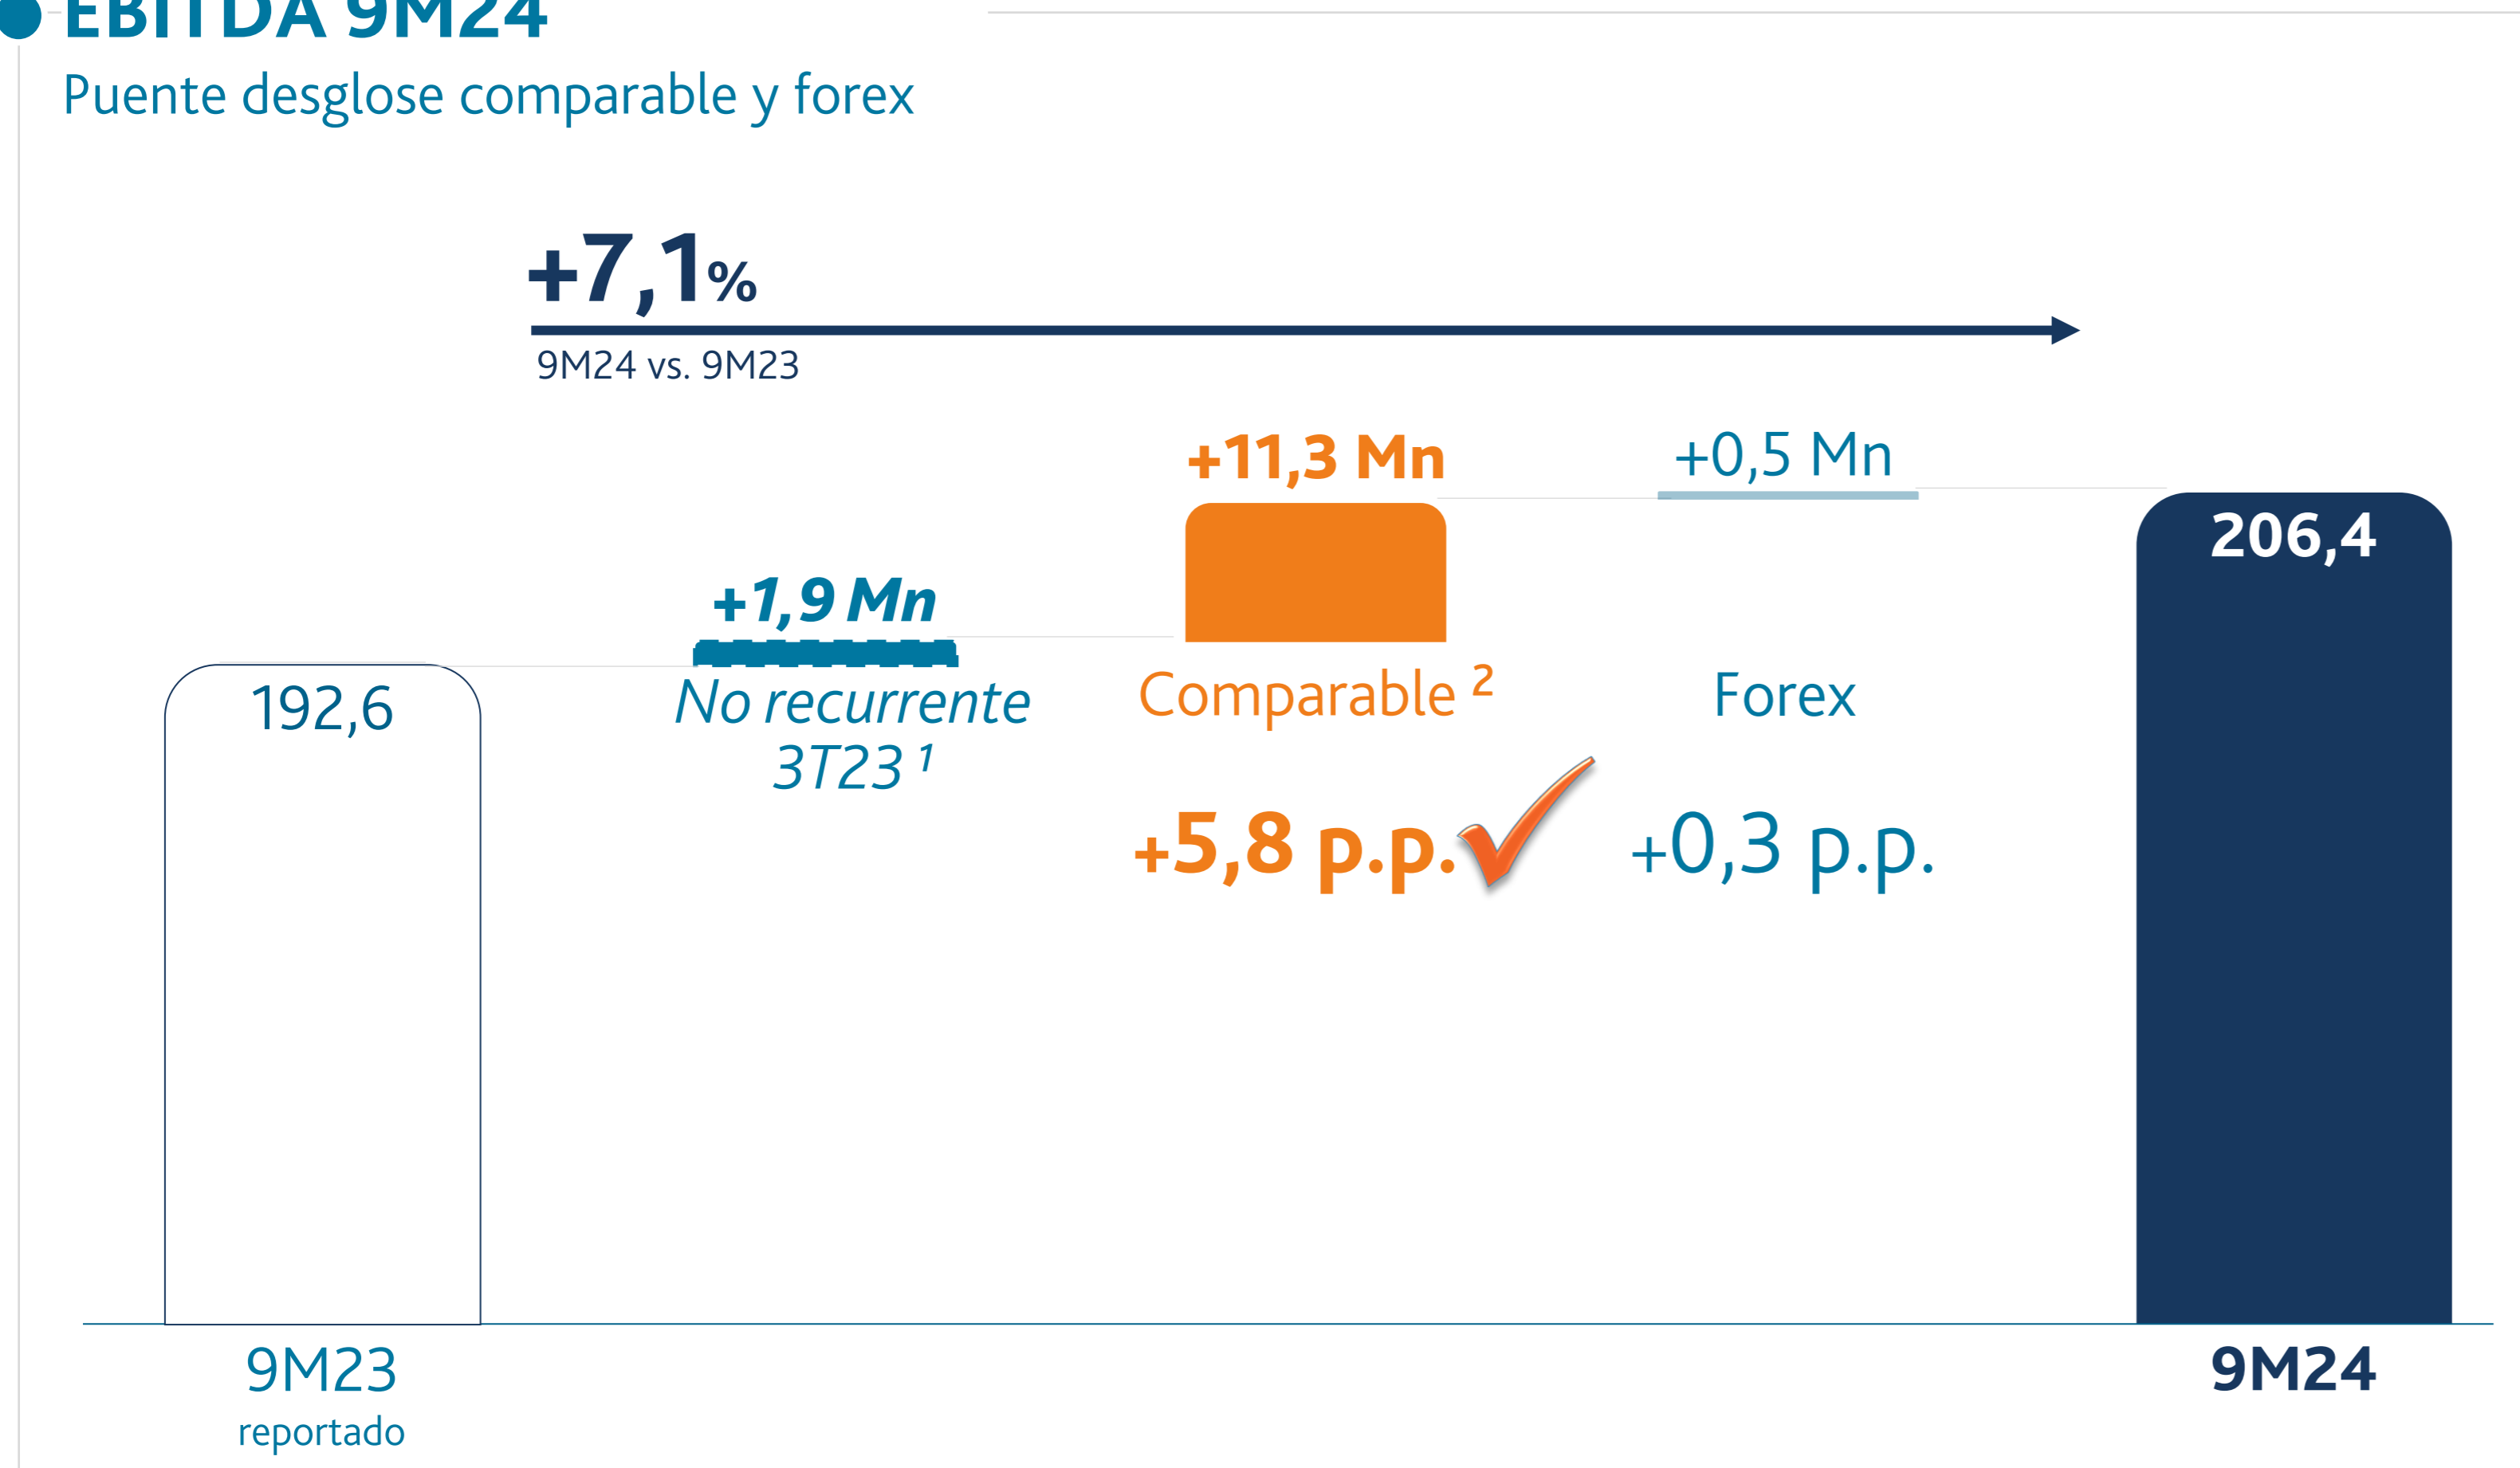 EBITDA 9M24
Puente desglose comparable y forex
+7,1%
9M24 vs. 9M23
+11,3 Mn
+0,5 Mn
206,4
+1,9 Mn
192,6
No recurrente
3T23 ¹
Comparable ²
Forex
+5,8 p.p.
+0,3 p.p.
9M23
reportado
9M24